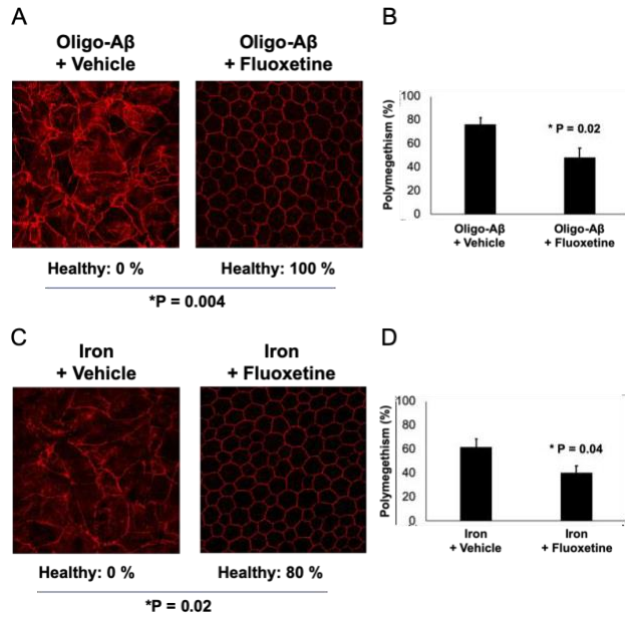 A
Oligo-Aβ
+ Vehicle
Oligo-Aβ
+ Fluoxetine
Healthy: 0 %
Healthy: 100 %
*P = 0.004
B
Polymegethism (%)
100
80
60
40
20
0
* P = 0.02
Oligo-Aβ
+ Vehicle
Oligo-Aβ
+ Fluoxetine
C
Iron
+ Vehicle
Iron
+ Fluoxetine
Healthy: 0 %
Healthy: 80 %
*P = 0.02
D
Polymegethism (%)
100
80
60
40
20
0
* P = 0.04
Iron
+ Vehicle
Iron
+ Fluoxetine